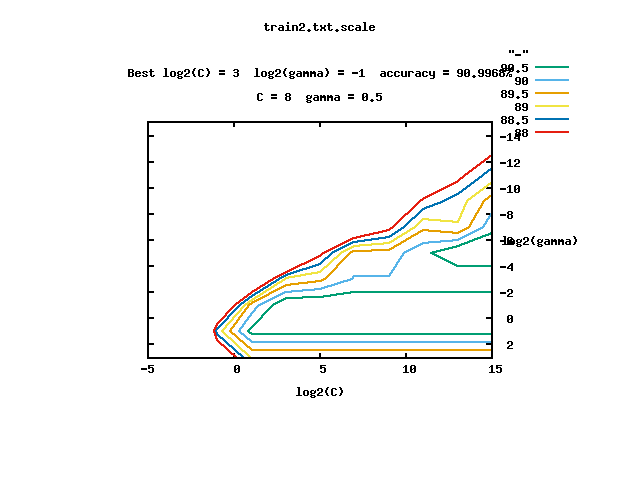 train2.txt.scale
"-"
Best log2(C) = 3  log2(gamma) = -1  accuracy = 90.9968%
90.5
90
89.5
89
88.5
88
C = 8  gamma = 0.5
-14
-12
-10
-8
-6
log2(gamma)
-4
-2
0
2
-5 0 5 10 15
log2(C)